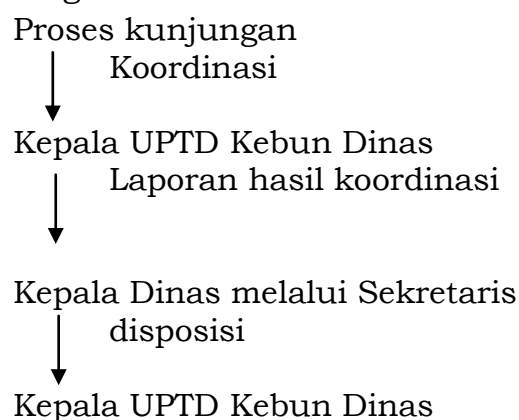 Proses kunjungan
Koordinasi
Kepala UPTD Kebun Dinas
Laporan hasil koordinasi
Kepala Dinas melalui Sekretaris
disposisi
Kepala UPTD Kebun Dinas